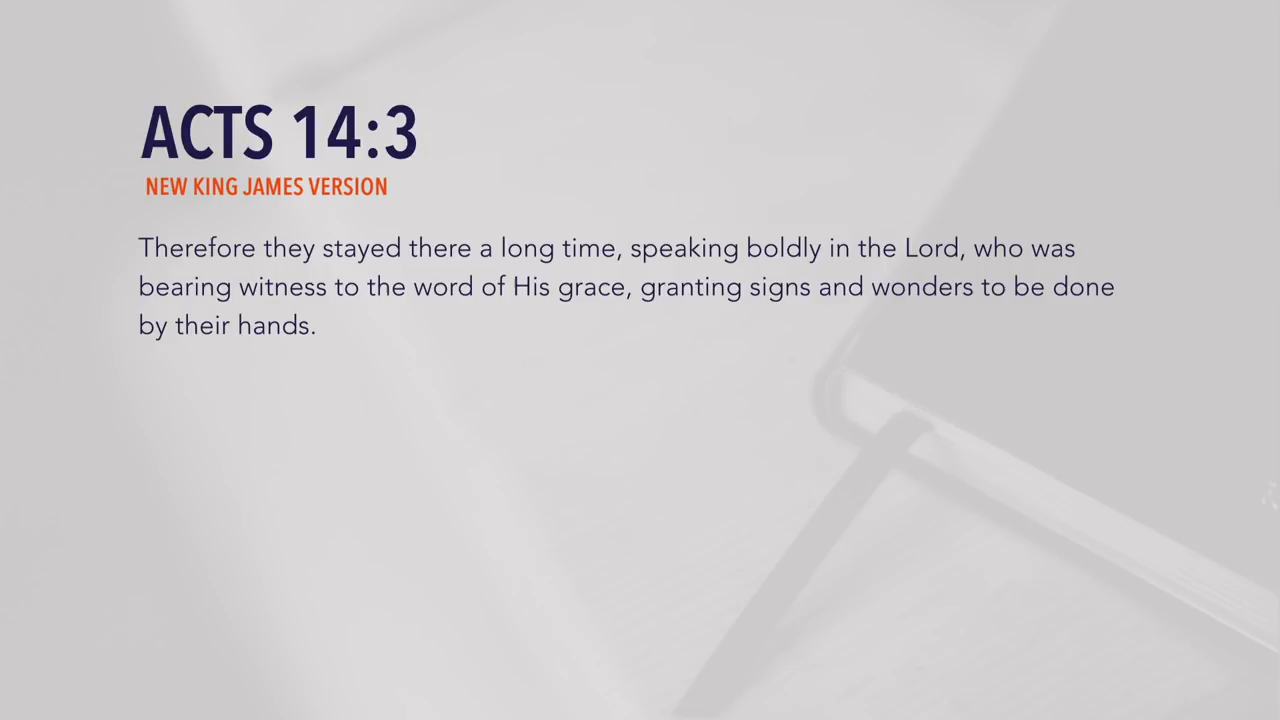 ACTS 14:3
NEW KING JAMES VERSION
Therefore they stayed there a long time, speaking boldly in the Lord, who was
bearing witness to the word of His grace, granting signs and wonders to be done
by their hands.